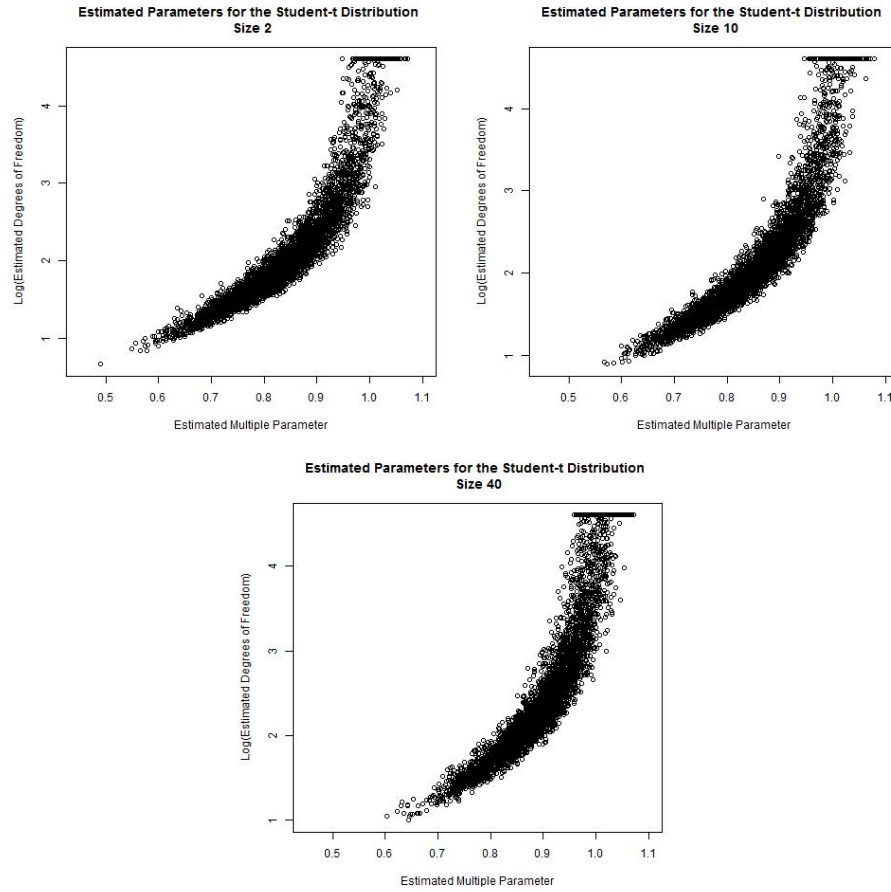 Estimated Parameters for the Student-t Distribution
Size 2
Log(Estimated Degrees of Freedom)
4
3
2
1
0.5 0.6 0.7 0.8 0.9 1.0 1.1
Estimated Multiple Parameter
Estimated Parameters for the Student-t Distribution
Size 10
Log(Estimated Degrees of Freedom)
4
3
2
1
0.5 0.6 0.7 0.8 0.9 1.0 1.1
Estimated Multiple Parameter
Estimated Parameters for the Student-t Distribution
Size 40
Log(Estimated Degrees of Freedom)
4
3
2
1
0.5 0.6 0.7 0.8 0.9 1.0 1.1
Estimated Multiple Parameter